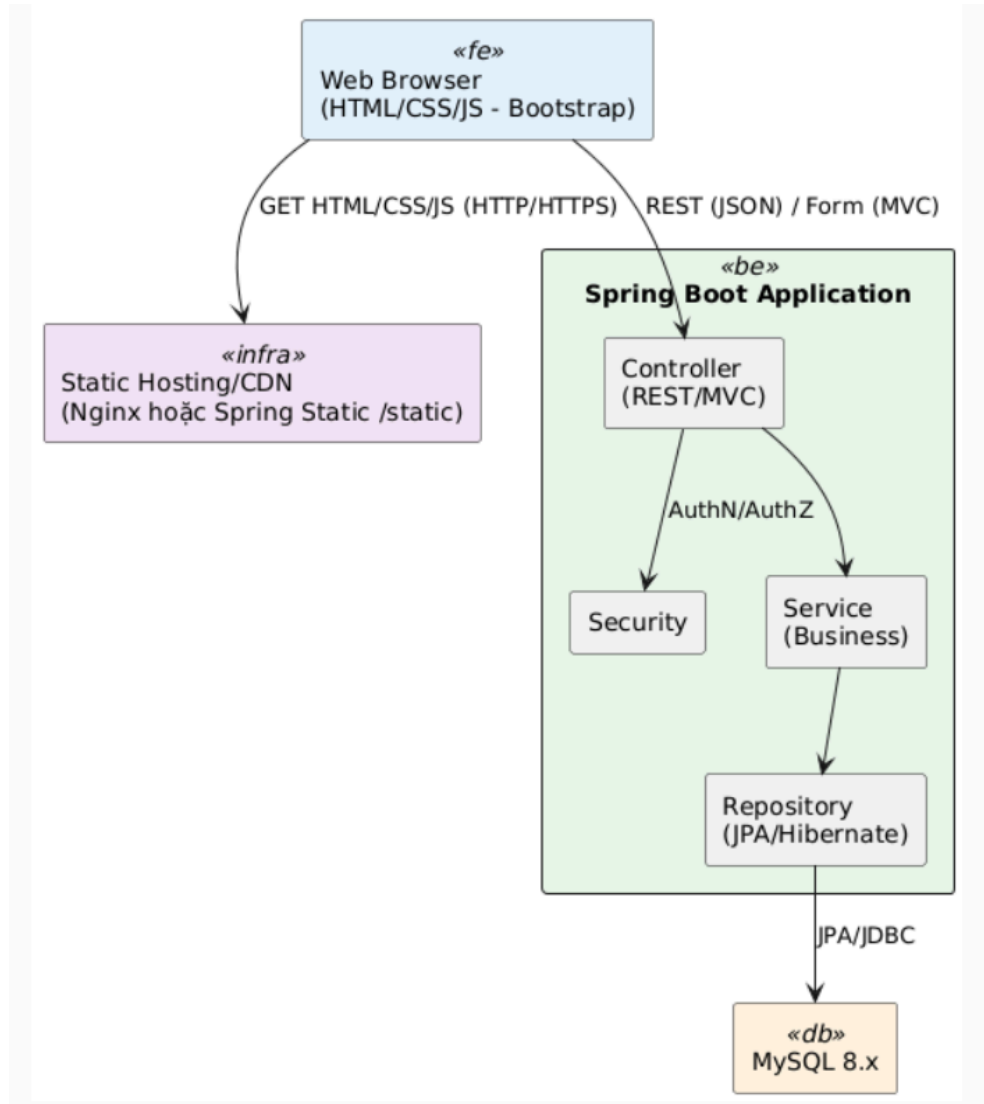 «fe»
Web Browser
(HTML/CSS/JS - Bootstrap)
GET HTML/CSS/JS (HTTP/HTTPS)
REST (JSON) / Form (MVC)
«be»
Spring Boot Application
«infra»
Static Hosting/CDN
(Nginx hoặc Spring Static /static)
Controller
(REST/MVC)
AuthN/AuthZ
Security
Service
(Business)
Repository
(JPA/Hibernate)
JPA/JDBC
«db»
MySQL 8.x